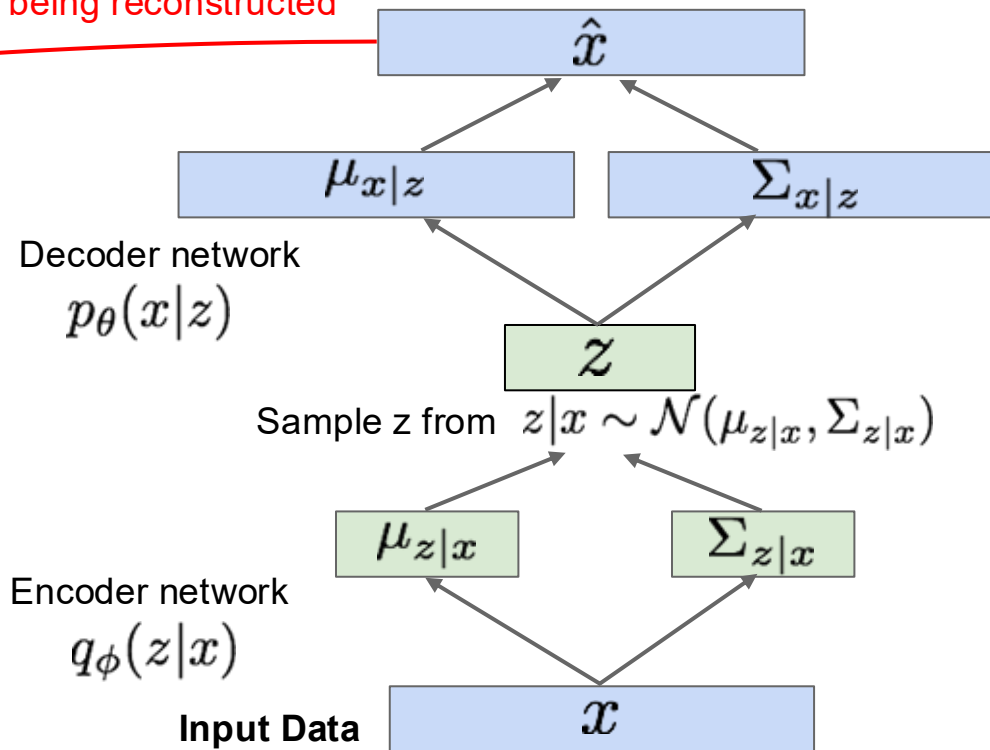 being reconstructed
x̂
μ_{x|z}
Σ_{x|z}
Decoder network
p_θ(x|z)
z
Sample z from z|x ∼ 𝒩(μ_{z|x}, Σ_{z|x})
μ_{z|x}
Σ_{z|x}
Encoder network
q_ϕ(z|x)
Input Data
x